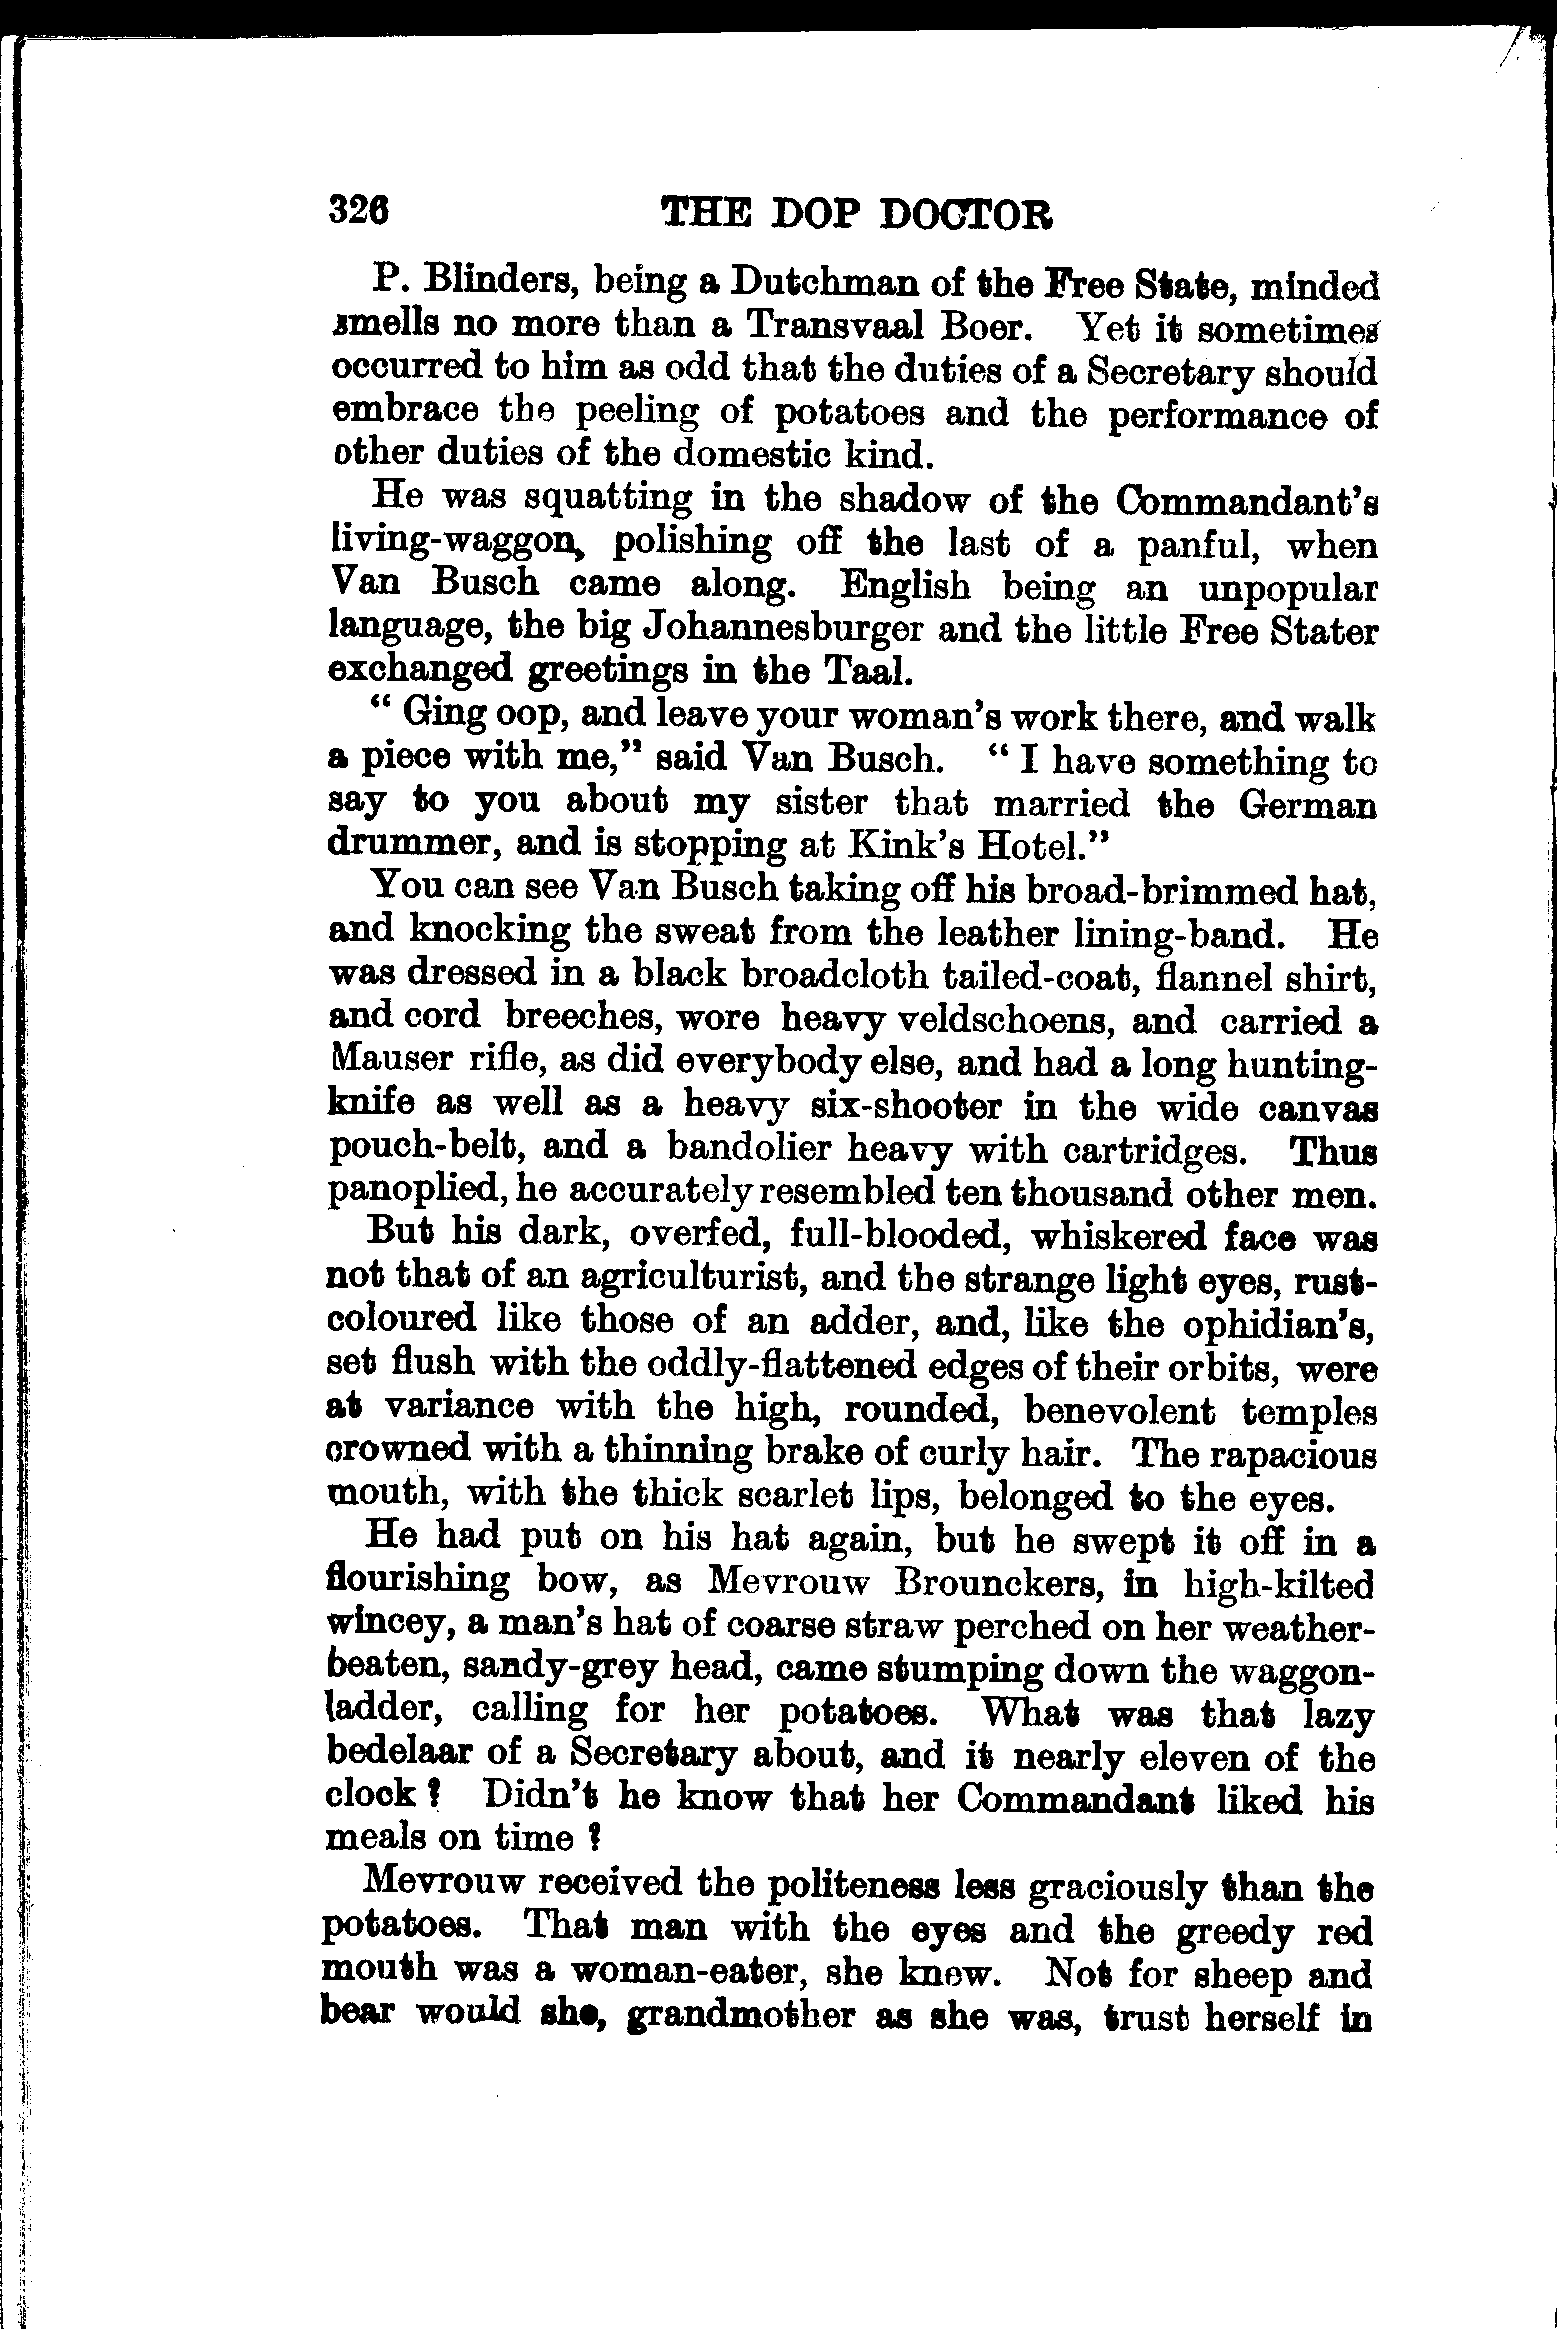 326 THE DOP DOCTOR
P. Blinders, being a Dutchman of the Free State, minded
smells no more than a Transvaal Boer. Yet it sometimes
occurred to him as odd that the duties of a Secretary should
embrace the peeling of potatoes and the performance of
other duties of the domestic kind.
He was squatting in the shadow of the Commandant's
living-waggon, polishing off the last of a panful, when
Van Busch came along. English being an unpopular
language, the big Johannesburger and the little Free Stater
exchanged greetings in the Taal.
“ Ging oop, and leave your woman's work there, and walk
a piece with me,” said Van Busch. “ I have something to
say to you about my sister that married the German
drummer, and is stopping at Kink's Hotel.”
You can see Van Busch taking off his broad-brimmed hat,
and knocking the sweat from the leather lining-band. He
was dressed in a black broadcloth tailed-coat, flannel shirt,
and cord breeches, wore heavy veldschoens, and carried a
Mauser rifle, as did everybody else, and had a long hunting-
knife as well as a heavy six-shooter in the wide canvas
pouch-belt, and a bandolier heavy with cartridges. Thus
panoplied, he accurately resembled ten thousand other men.
But his dark, overfed, full-blooded, whiskered face was
not that of an agriculturist, and the strange light eyes, rust-
coloured like those of an adder, and, like the ophidian's,
set flush with the oddly-flattened edges of their orbits, were
at variance with the high, rounded, benevolent temples
crowned with a thinning brake of curly hair. The rapacious
mouth, with the thick scarlet lips, belonged to the eyes.
He had put on his hat again, but he swept it off in a
flourishing bow, as Mevrouw Brounckers, in high-kilted
wincey, a man's hat of coarse straw perched on her weather-
beaten, sandy-grey head, came stumping down the waggon-
ladder, calling for her potatoes. What was that lazy
bedelaar of a Secretary about, and it nearly eleven of the
clock ? Didn't he know that her Commandant liked his
meals on time ?
Mevrouw received the politeness less graciously than the
potatoes. That man with the eyes and the greedy red
mouth was a woman-eater, she knew. Not for sheep and
bear would she, grandmother as she was, trust herself in